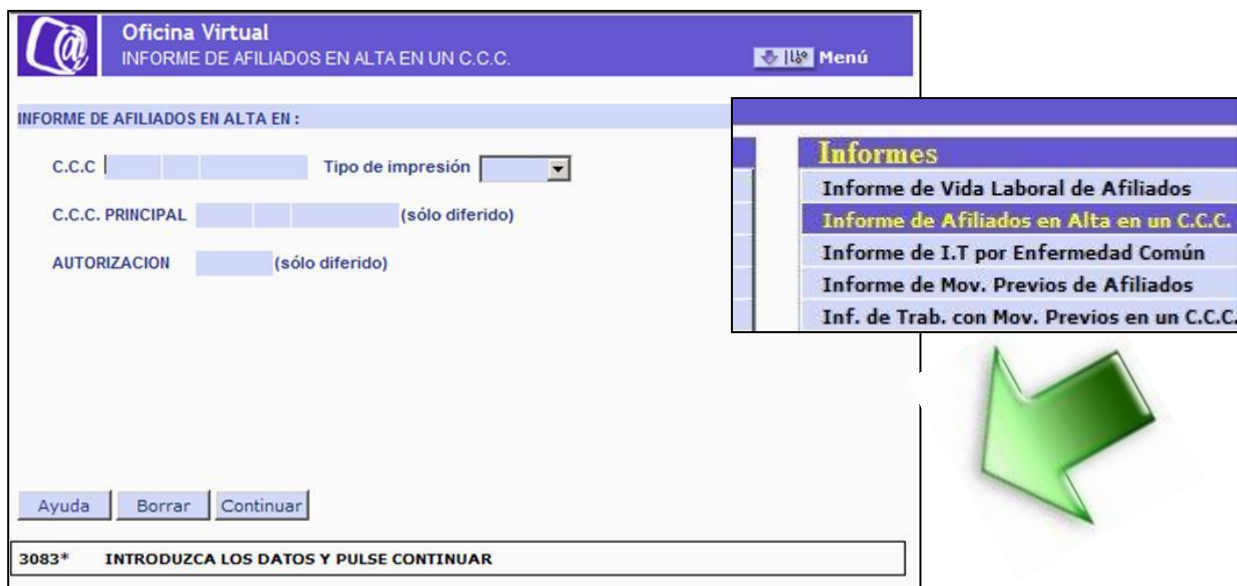 Oficina Virtual
INFORME DE AFILIADOS EN ALTA EN UN C.C.C.
Menú
INFORME DE AFILIADOS EN ALTA EN :
C.C.C Tipo de impresión
C.C.C. PRINCIPAL (sólo diferido)
AUTORIZACION (sólo diferido)
Ayuda Borrar Continuar
3083* INTRODUZCA LOS DATOS Y PULSE CONTINUAR
Informes
Informe de Vida Laboral de Afiliados
Informe de Afiliados en Alta en un C.C.C.
Informe de I.T por Enfermedad Común
Informe de Mov. Previos de Afiliados
Inf. de Trab. con Mov. Previos en un C.C.C.